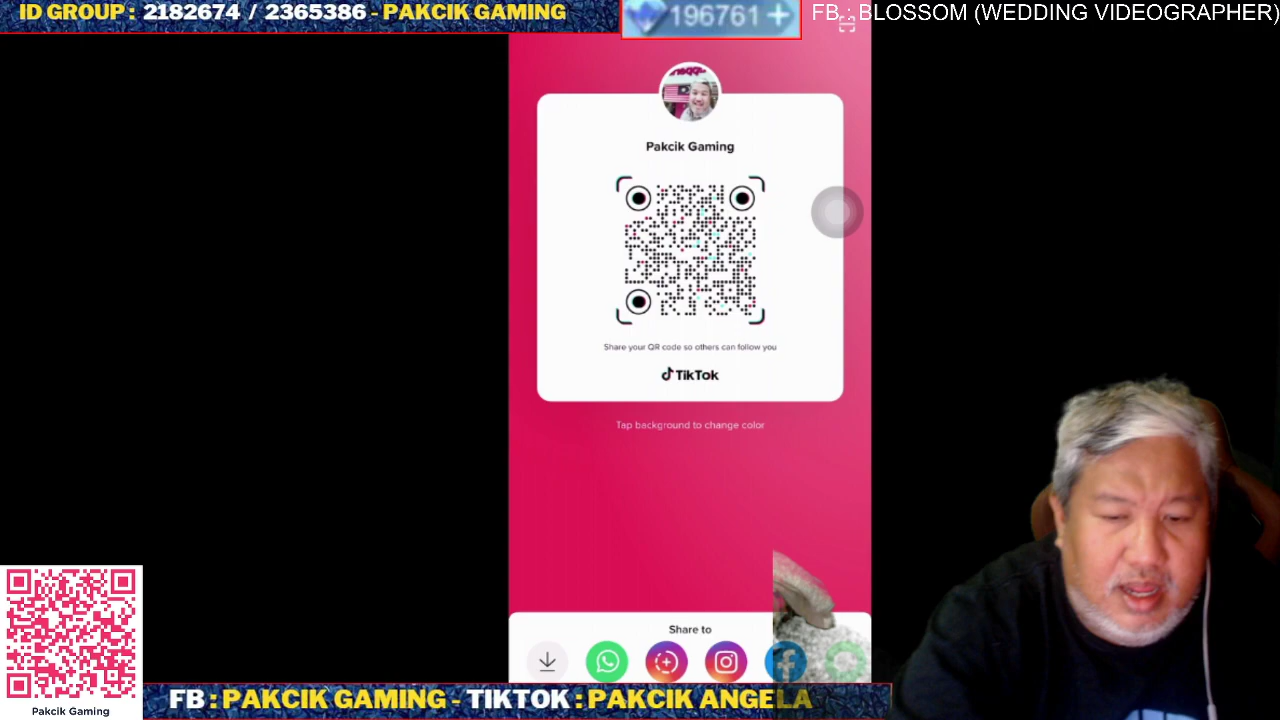 ID GROUP : 2182674 / 2365386 - PAKCIK GAMING
196761 +
FB : BLOSSOM (WEDDING VIDEOGRAPHER)
Pakcik Gaming
Share your QR code so others can follow you
TikTok
Tap background to change color
Share to
Pakcik Gaming
FB : PAKCIK GAMING - TIKTOK : PAKCIK ANGELA